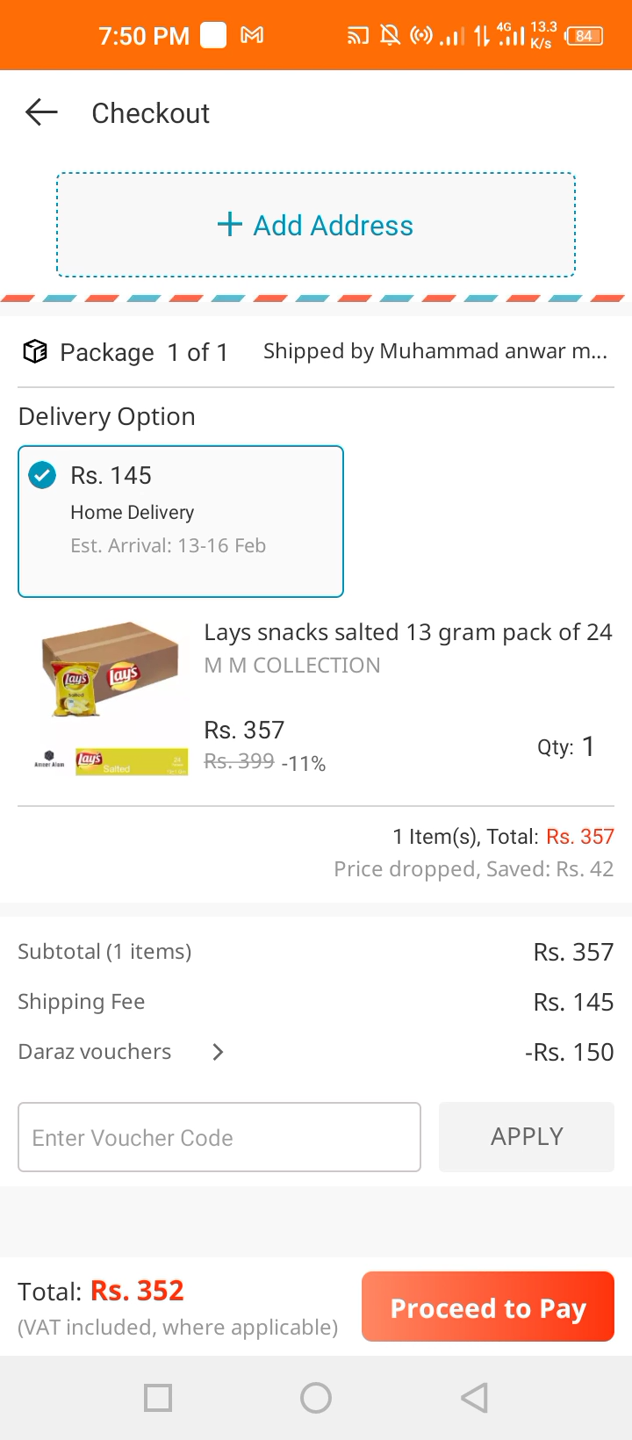 7:50 PM 4G 13.3 K/s 84
Checkout
+ Add Address
Package 1 of 1 Shipped by Muhammad anwar m...
Delivery Option
Rs. 145
Home Delivery
Est. Arrival: 13-16 Feb
Lays snacks salted 13 gram pack of 24
M M COLLECTION
Lay's
Lay's
Rs. 357
Rs. 399 -11%
Qty: 1
Lay's
Salted
1 Item(s), Total: Rs. 357
Price dropped, Saved: Rs. 42
Subtotal (1 items) Rs. 357
Shipping Fee Rs. 145
Daraz vouchers -Rs. 150
Enter Voucher Code APPLY
Total: Rs. 352
(VAT included, where applicable)
Proceed to Pay